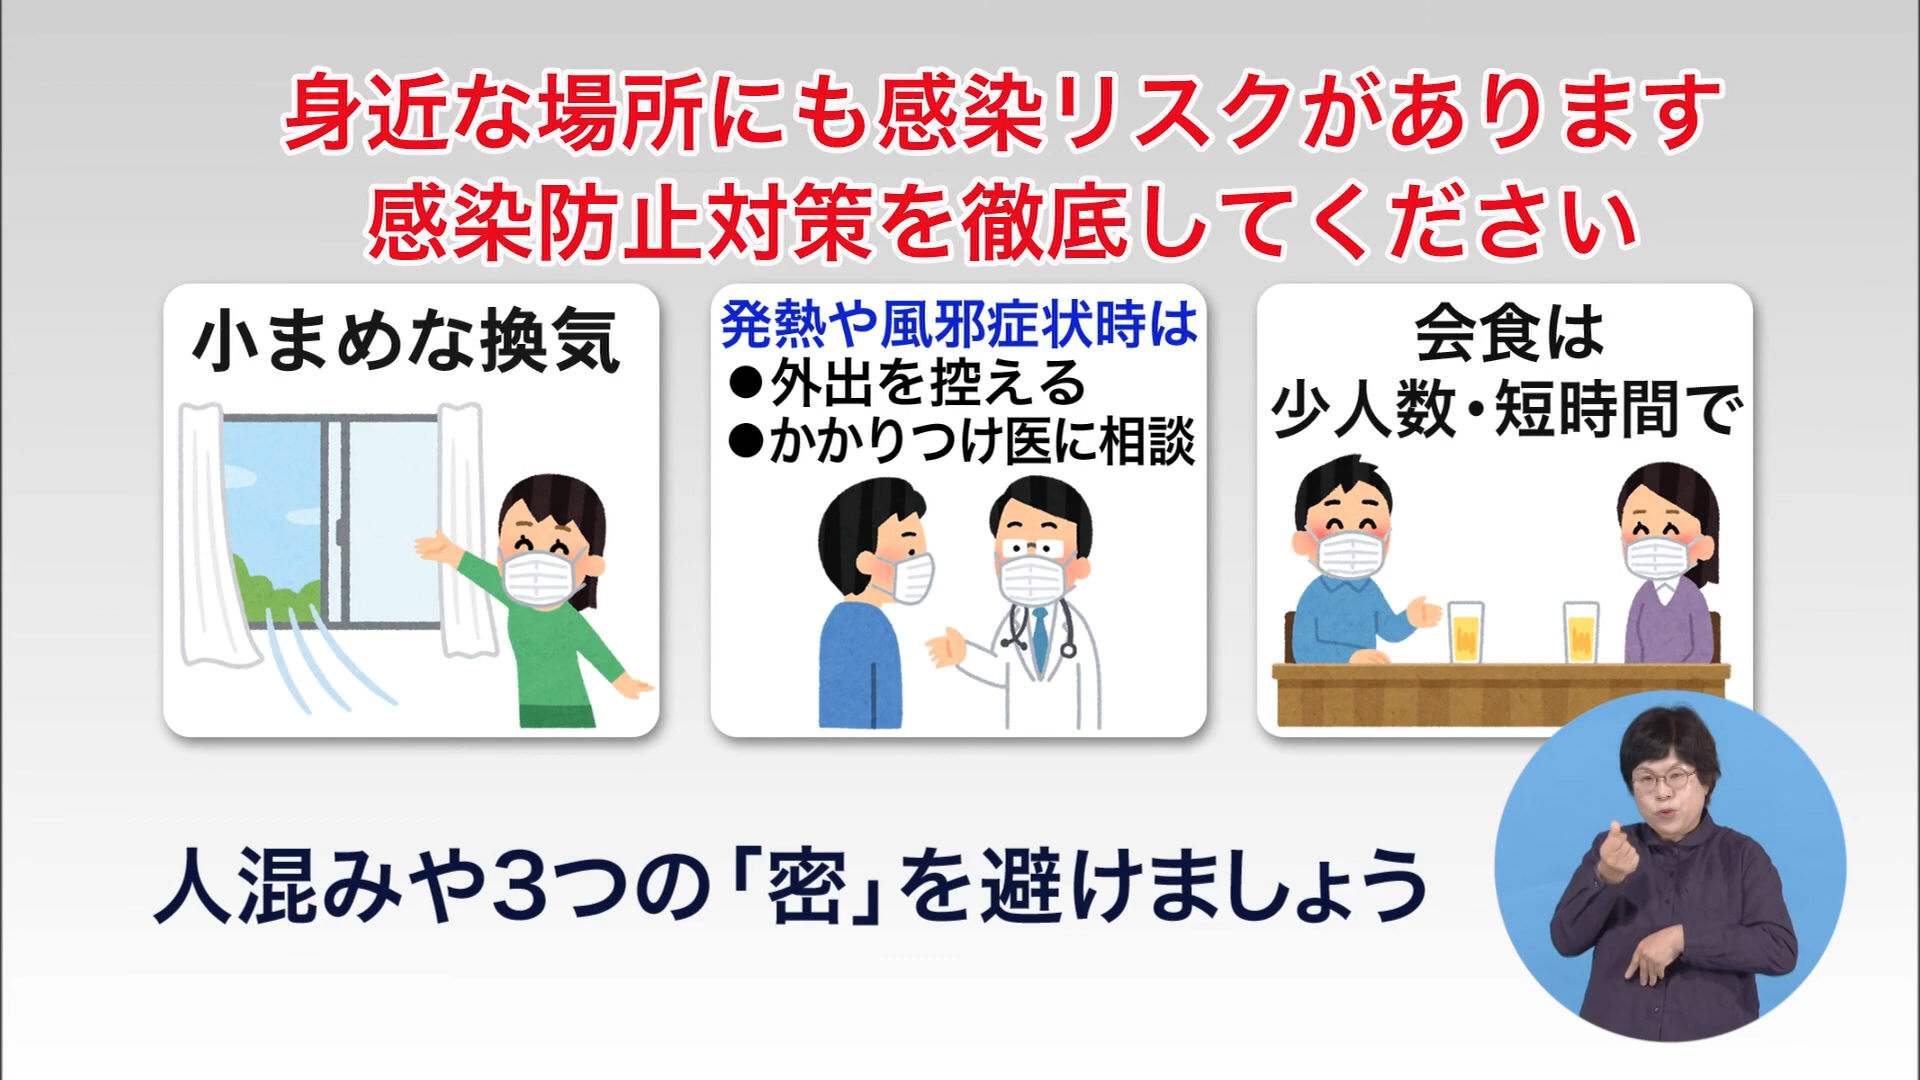 身近な場所にも感染リスクがあります
感染防止対策を徹底してください
小まめな換気
発熱や風邪症状時は
●外出を控える
●かかりつけ医に相談
会食は
少人数・短時間で
人混みや3つの「密」を避けましょう